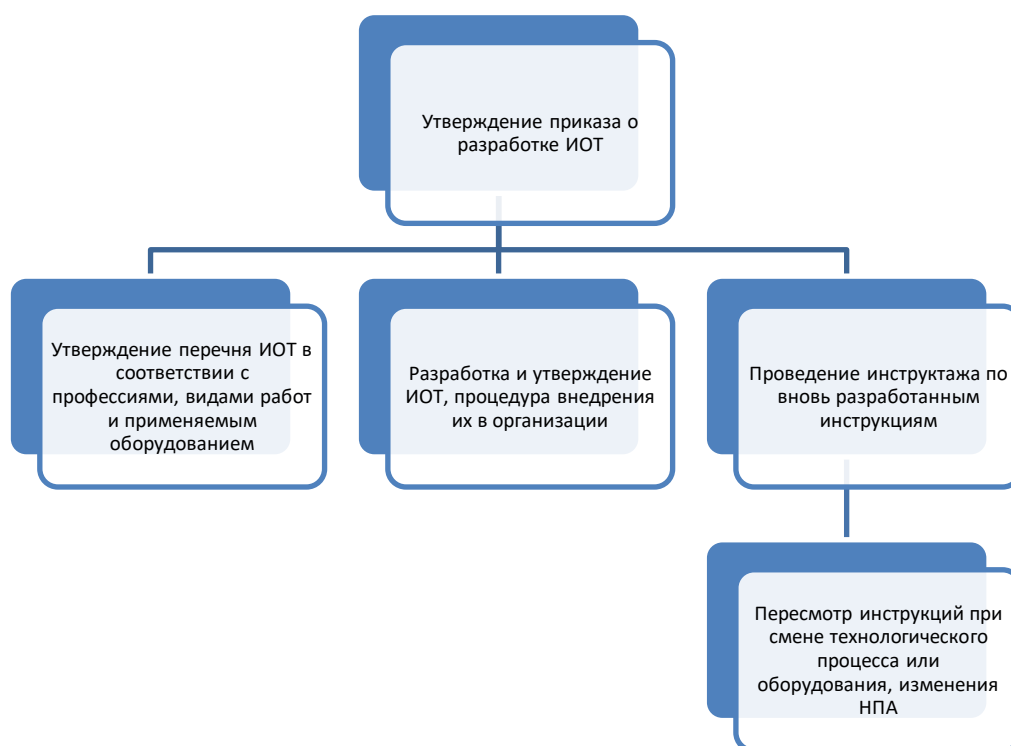 Утверждение приказа о
разработке ИОТ
Утверждение перечня ИОТ в
соответствии с
профессиями, видами работ
и применяемым
оборудованием
Разработка и утверждение
ИОТ, процедура внедрения
их в организации
Проведение инструктажа по
вновь разработанным
инструкциям
Пересмотр инструкций при
смене технологического
процесса или
оборудования, изменения
НПА